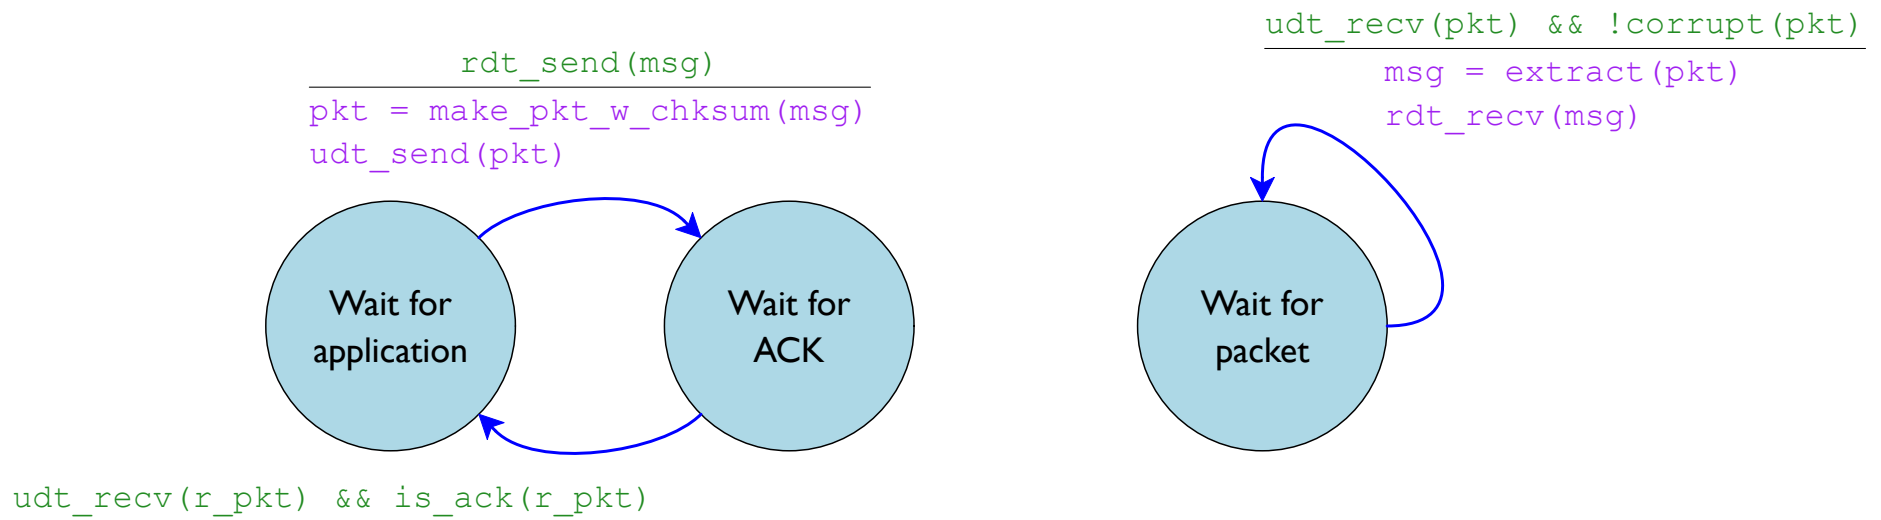 rdt_send(msg)
pkt = make_pkt_w_chksum(msg)
udt_send(pkt)
Wait for
application
Wait for
ACK
udt_recv(r_pkt) && is_ack(r_pkt)
udt_recv(pkt) && !corrupt(pkt)
msg = extract(pkt)
rdt_recv(msg)
Wait for
packet